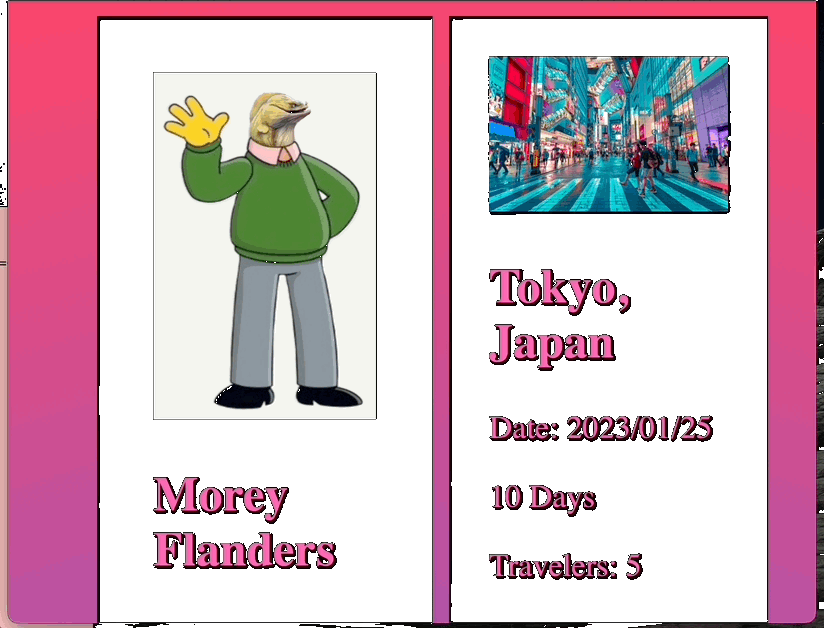 Morey
Flanders
Tokyo,
Japan
Date: 2023/01/25
10 Days
Travelers: 5